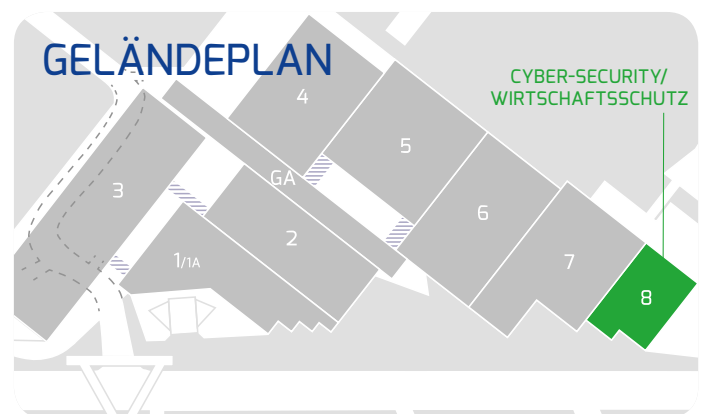 GELÄNDEPLAN
CYBER-SECURITY/
WIRTSCHAFTSSCHUTZ
4
5
3
GA
6
2
1/1A
7
8